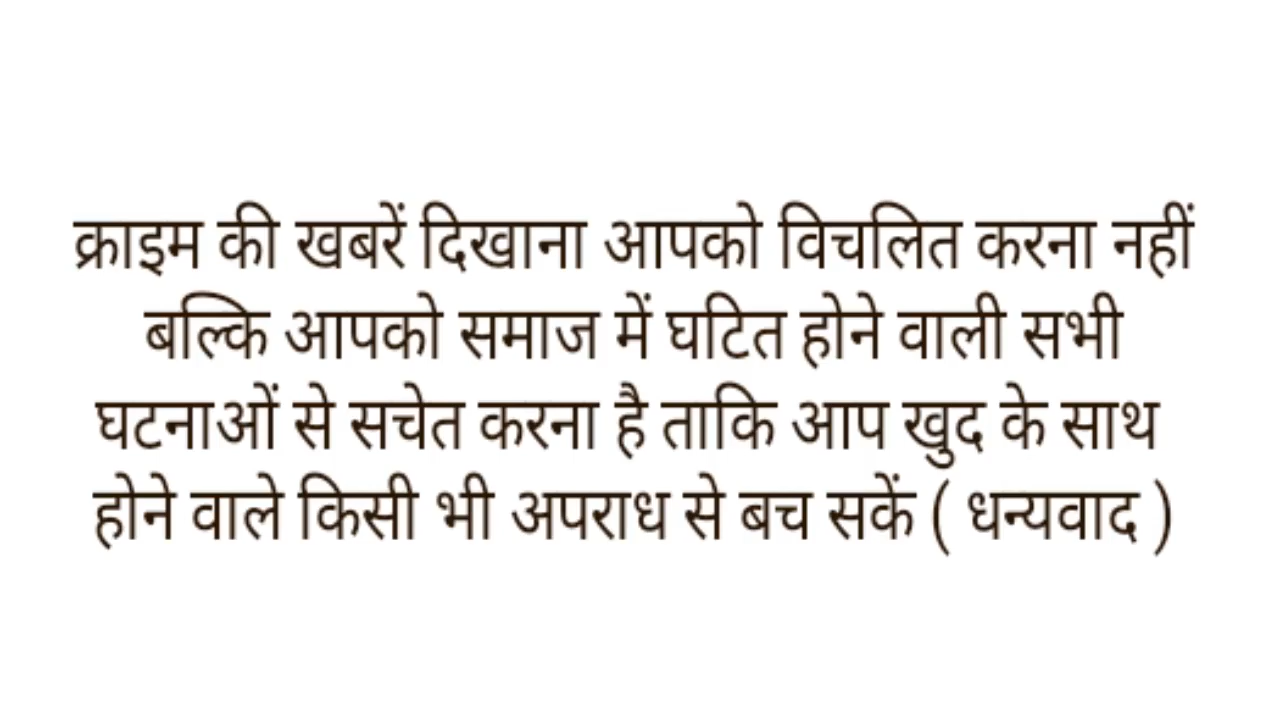 क्राइम की खबरें दिखाना आपको विचलित करना नहीं
बल्कि आपको समाज में घटित होने वाली सभी
घटनाओं से सचेत करना है ताकि आप खुद के साथ
होने वाले किसी भी अपराध से बच सकें ( धन्यवाद )